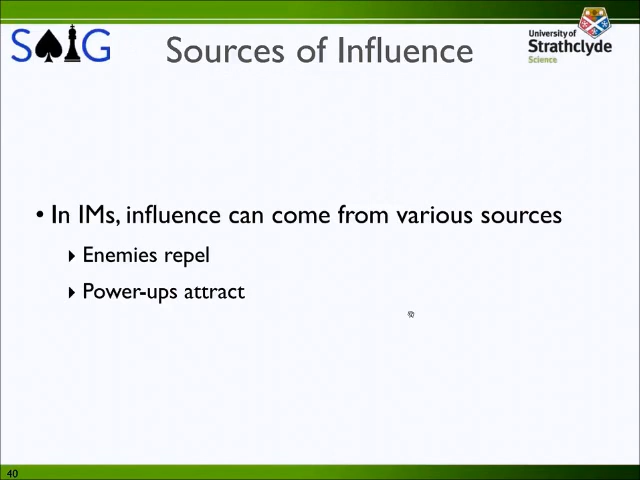 SAIG
Sources of Influence
University of
Strathclyde
Science
• In IMs, influence can come from various sources
Enemies repel
Power-ups attract
40